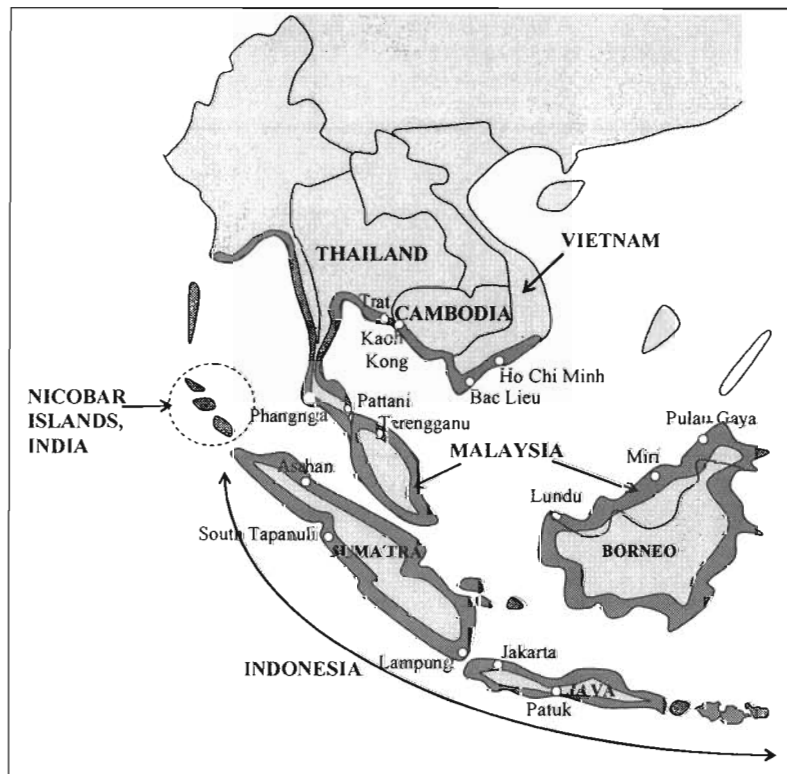 VIETNAM
THAILAND
Trat
CAMBODIA
Kaoh
Kong
Ho Chi Minh
Bac Lieu
NICOBAR
ISLANDS,
INDIA
Phangnga
Pattani
Terengganu
Pulau Gaya
MALAYSIA
Miri
Asahan
Lundu
South Tapanuli
SUMATRA
BORNEO
Lampung
Jakarta
INDONESIA
JAVA
Patuk